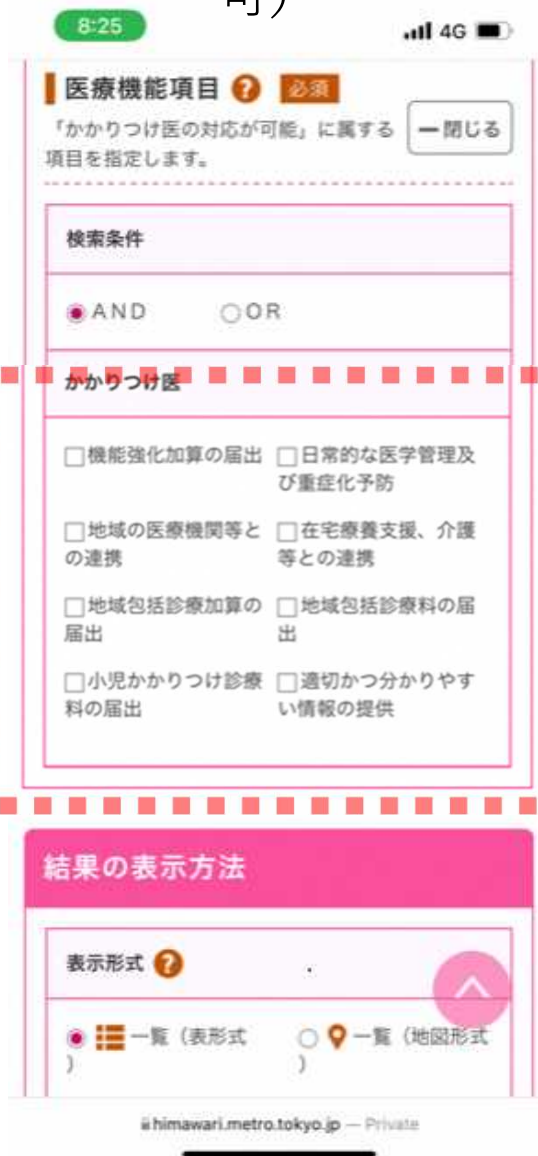 可）
8:25
4G
医療機能項目 ? 必須
「かかりつけ医の対応が可能」に属する
項目を指定します。
ー閉じる
検索条件
AND OR
かかりつけ医
機能強化加算の届出 日常的な医学管理及
び重症化予防
地域の医療機関等と 在宅療養支援、介護
の連携 等との連携
地域包括診療加算の 地域包括診療料の届
届出 出
小児かかりつけ診療 適切かつ分かりやす
料の届出 い情報の提供
結果の表示方法
表示形式 ?
一覧（表形式 一覧（地図形式
） ）
himawari.metro.tokyo.jp — Private